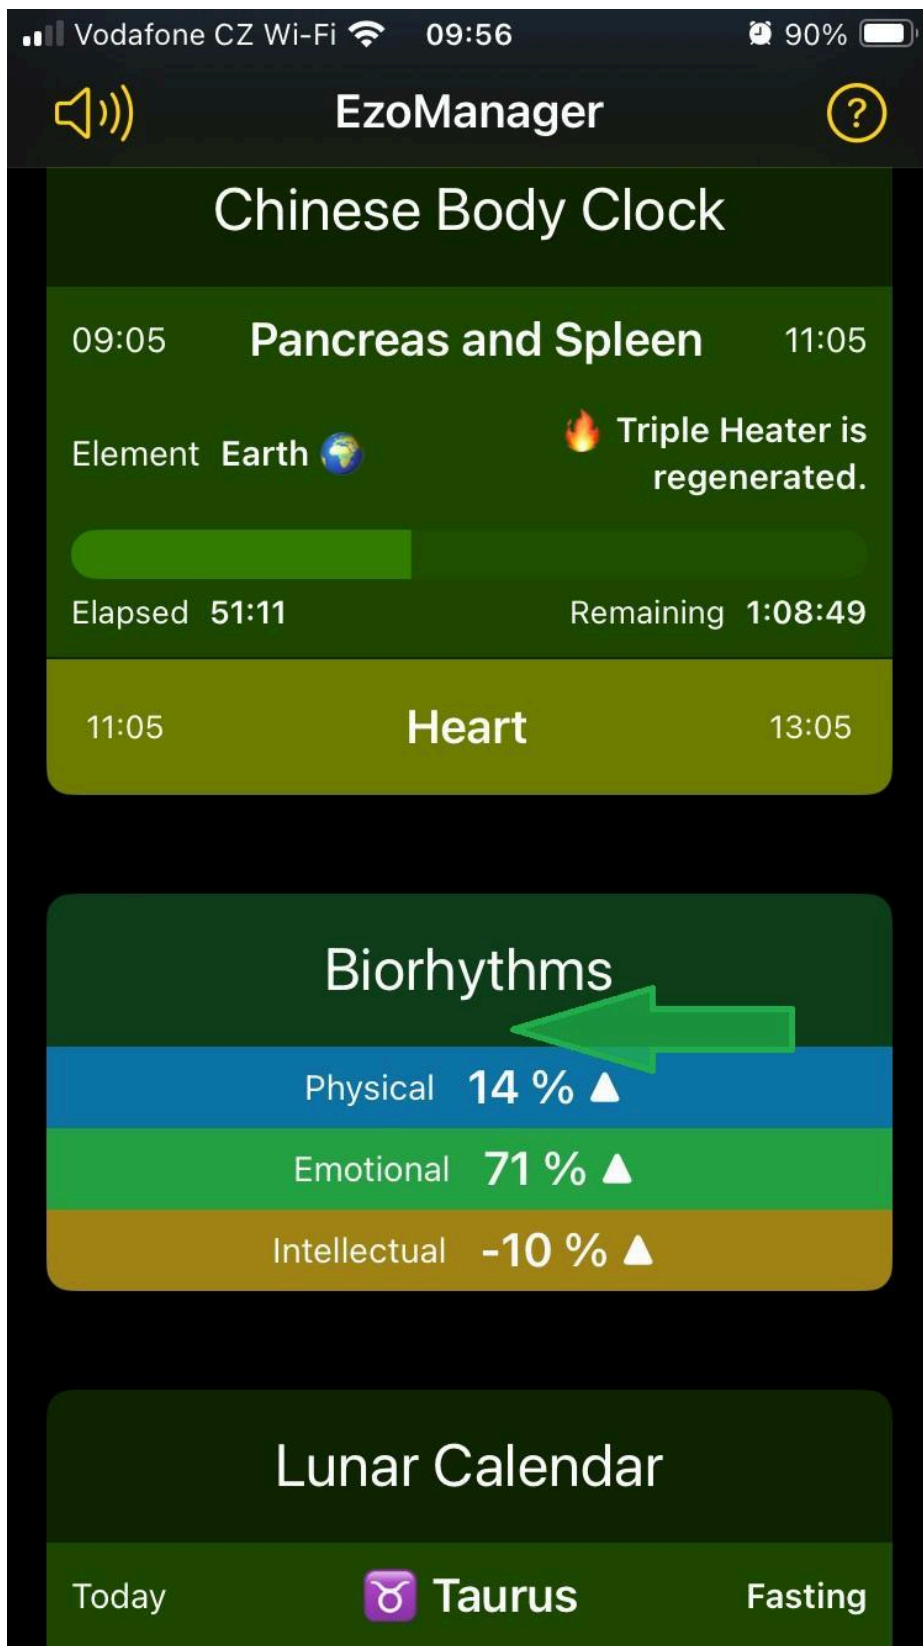 Vodafone CZ Wi-Fi 09:56 90%
EzoManager ?
Chinese Body Clock
09:05 Pancreas and Spleen 11:05
Element Earth Triple Heater is
regenerated.
Elapsed 51:11 Remaining 1:08:49
11:05 Heart 13:05
Biorhythms
Physical 14 %
Emotional 71 %
Intellectual -10 %
Lunar Calendar
Today Taurus Fasting